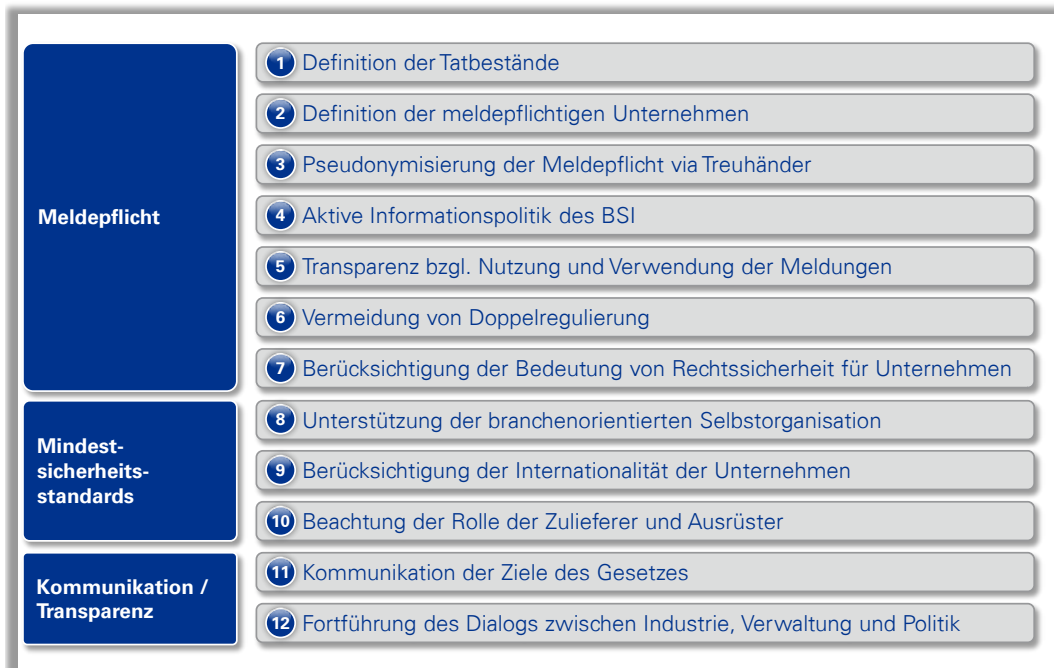 Meldepflicht
1 Definition der Tatbestände
2 Definition der meldepflichtigen Unternehmen
3 Pseudonymisierung der Meldepflicht via Treuhänder
4 Aktive Informationspolitik des BSI
5 Transparenz bzgl. Nutzung und Verwendung der Meldungen
6 Vermeidung von Doppelregulierung
7 Berücksichtigung der Bedeutung von Rechtssicherheit für Unternehmen
Mindest-
sicherheits-
standards
8 Unterstützung der branchenorientierten Selbstorganisation
9 Berücksichtigung der Internationalität der Unternehmen
10 Beachtung der Rolle der Zulieferer und Ausrüster
Kommunikation /
Transparenz
11 Kommunikation der Ziele des Gesetzes
12 Fortführung des Dialogs zwischen Industrie, Verwaltung und Politik